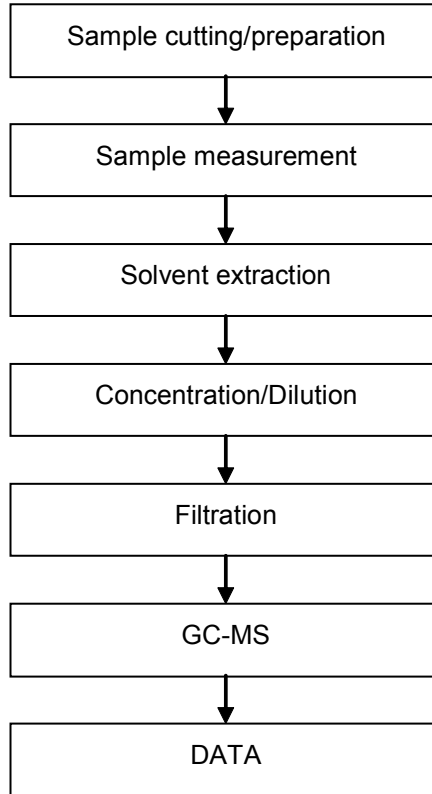 Sample cutting/preparation
Sample measurement
Solvent extraction
Concentration/Dilution
Filtration
GC-MS
DATA